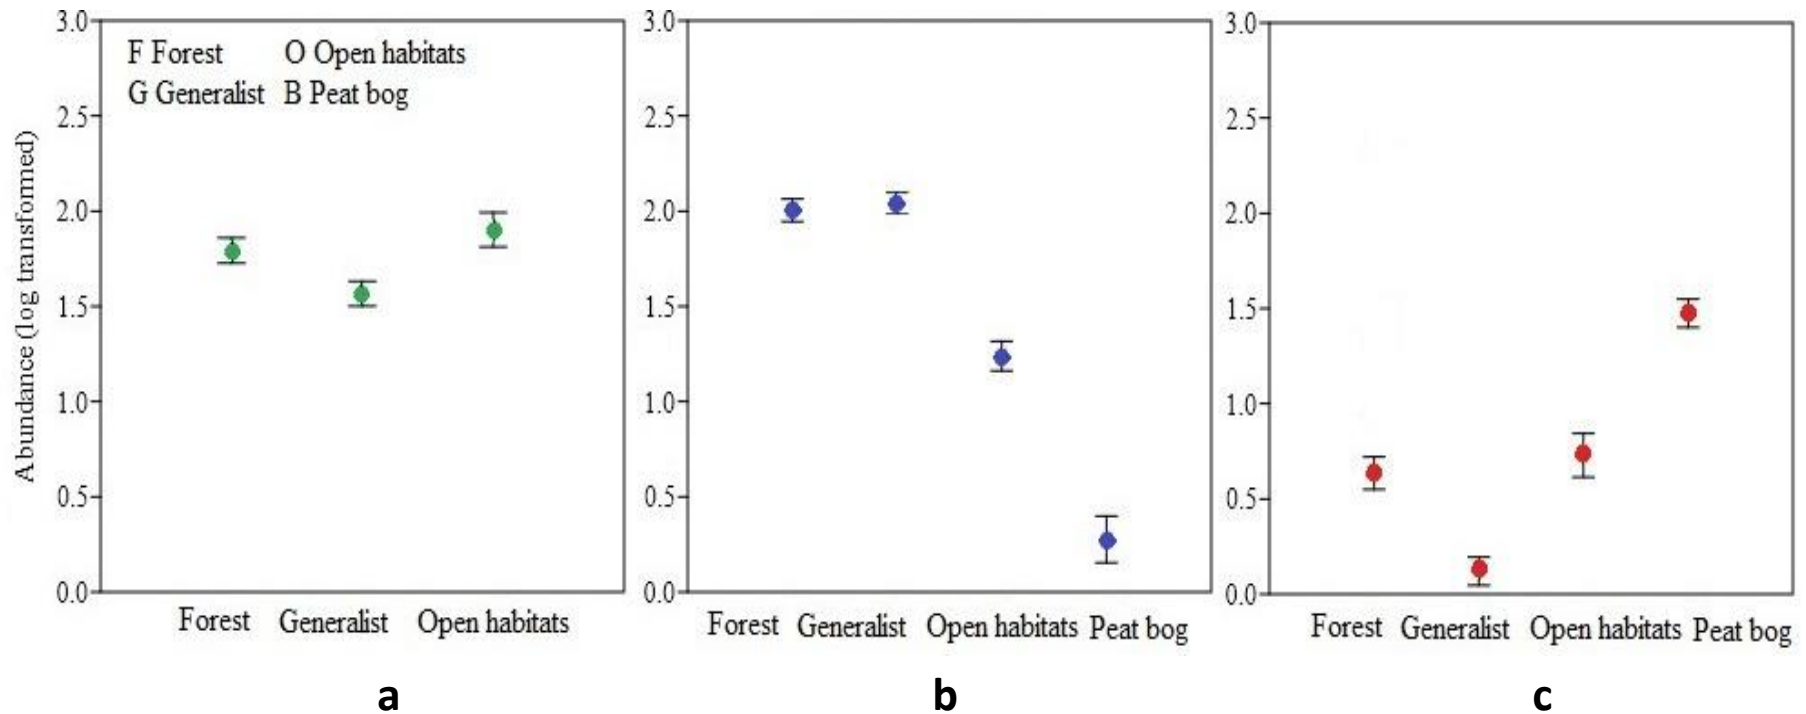 Abundance (log transformed)
3.0
2.5
2.0
1.5
1.0
0.5
0.0
F Forest O Open habitats
G Generalist B Peat bog
Forest Generalist Open habitats
a
3.0
2.5
2.0
1.5
1.0
0.5
0.0
Forest Generalist Open habitats Peat bog
b
3.0
2.5
2.0
1.5
1.0
0.5
0.0
Forest Generalist Open habitats Peat bog
c